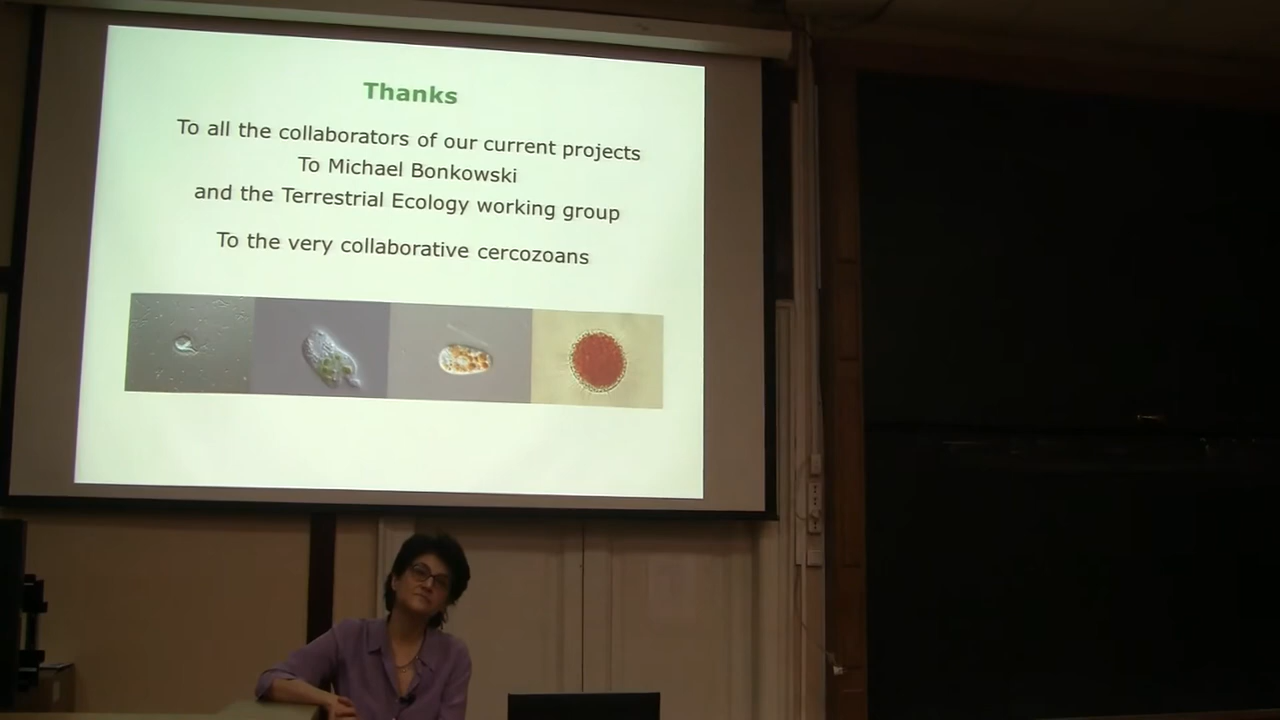 Thanks
To all the collaborators of our current projects
To Michael Bonkowski
and the Terrestrial Ecology working group
To the very collaborative cercozoans